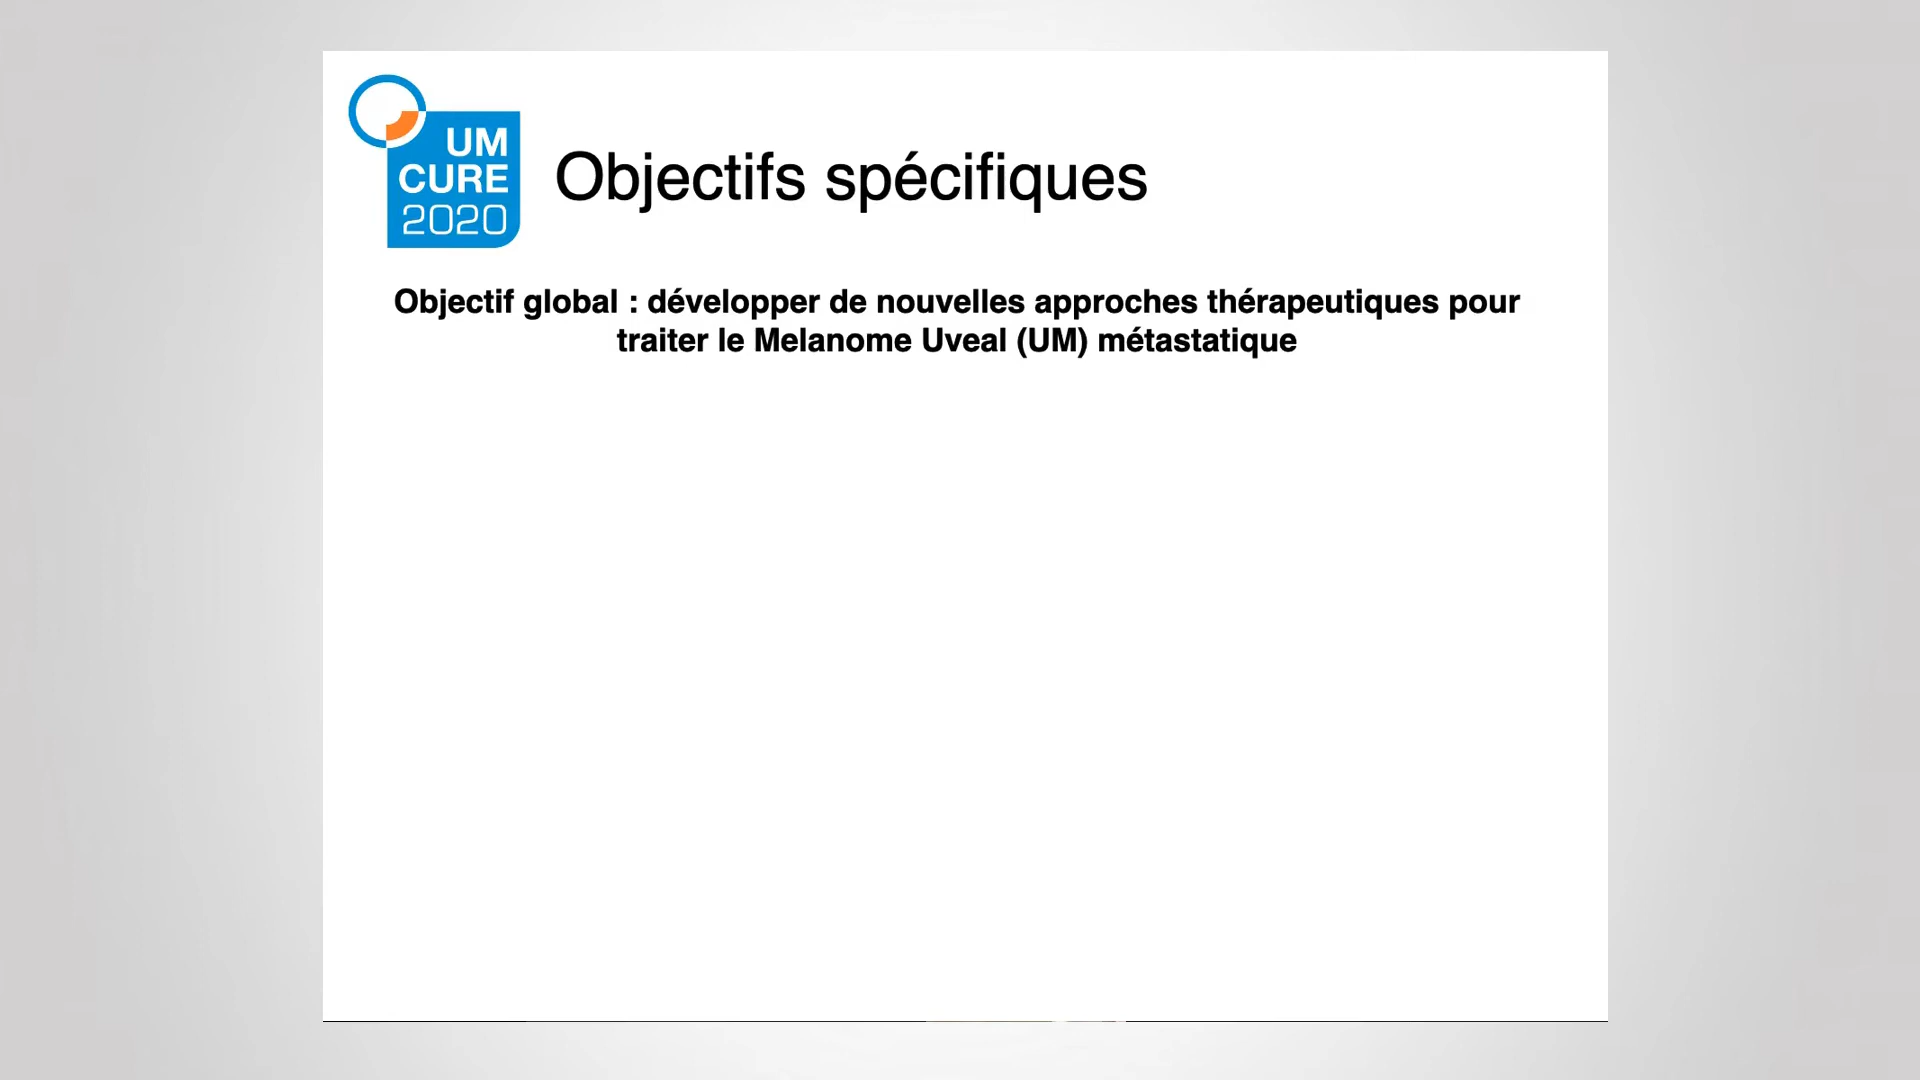 UM
CURE
2020
Objectifs spécifiques
Objectif global : développer de nouvelles approches thérapeutiques pour
traiter le Melanome Uveal (UM) métastatique